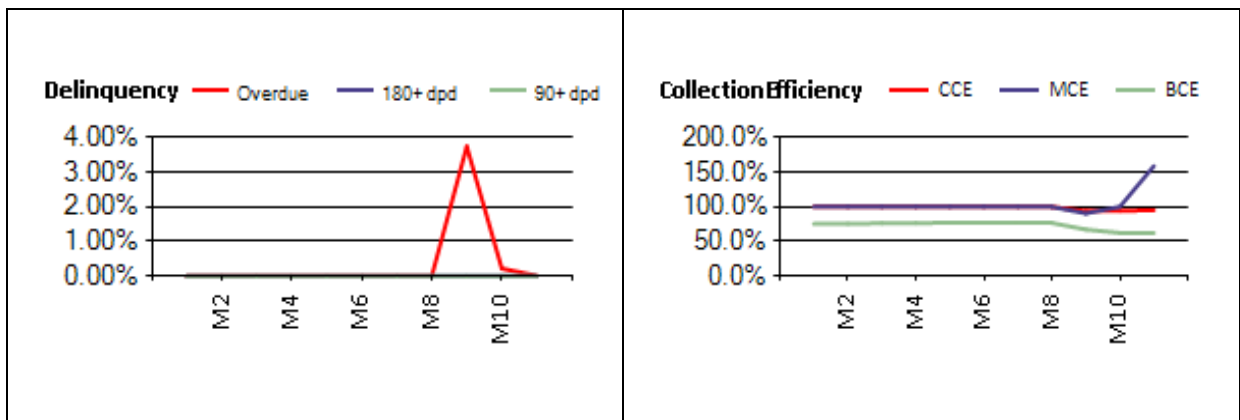 Delinquency Overdue 180+ dpd 90+ dpd
4.00%
3.00%
2.00%
1.00%
0.00%
M2 M4 M6 M8 M10
CollectionEfficiency CCE MCE BCE
200.0%
150.0%
100.0%
50.0%
0.0%
M2 M4 M6 M8 M10